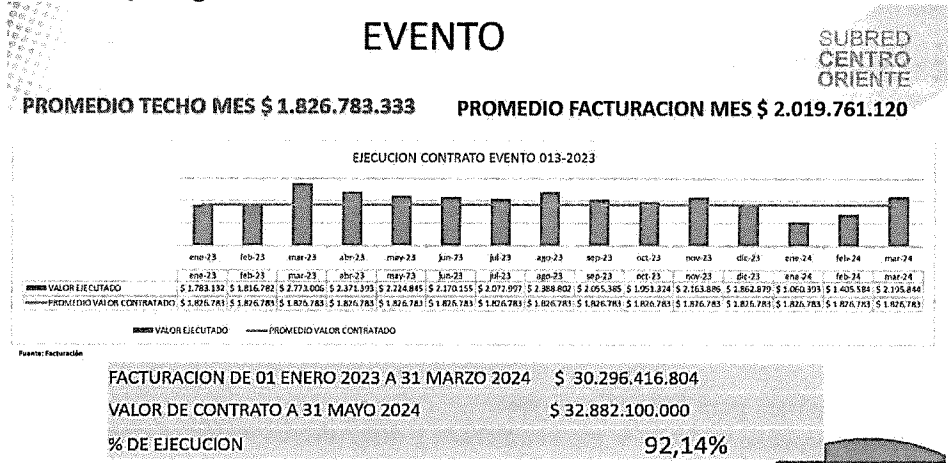 EVENTO
SUBRED
CENTRO
ORIENTE
PROMEDIO TECHO MES $ 1.826.783.333 PROMEDIO FACTURACION MES $ 2.019.761.120
EJECUCION CONTRATO EVENTO 013-2023
ene-23 feb-23 mar-23 abr-23 may-23 jun-23 jul-23 ago-23 sep-23 oct-23 nov-23 dic-23 ene-24 feb-24 mar-24
ene-23 feb-23 mar-23 abr-23 may-23 jun-23 jul-23 ago-23 sep-23 oct-23 nov-23 dic-23 ene-24 feb-24 mar-24
VALOR EJECUTADO $ 1.783.132 $ 1.816.782 $ 2.773.006 $ 2.371.393 $ 2.224.845 $ 2.170.155 $ 2.072.997 $ 2.388.802 $ 2.055.385 $ 1.951.324 $ 2.163.886 $ 1.862.879 $ 1.060.393 $ 1.405.584 $ 2.195.844
PROMEDIO VALOR CONTRATADO $ 1.826.783 $ 1.826.783 $ 1.826.783 $ 1.826.783 $ 1.826.783 $ 1.826.783 $ 1.826.783 $ 1.826.783 $ 1.826.783 $ 1.826.783 $ 1.826.783 $ 1.826.783 $ 1.826.783 $ 1.826.783 $ 1.826.783
VALOR EJECUTADO PROMEDIO VALOR CONTRATADO
Fuente: Facturación
FACTURACION DE 01 ENERO 2023 A 31 MARZO 2024 $ 30.296.416.804
VALOR DE CONTRATO A 31 MAYO 2024 $ 32.882.100.000
% DE EJECUCION 92,14%